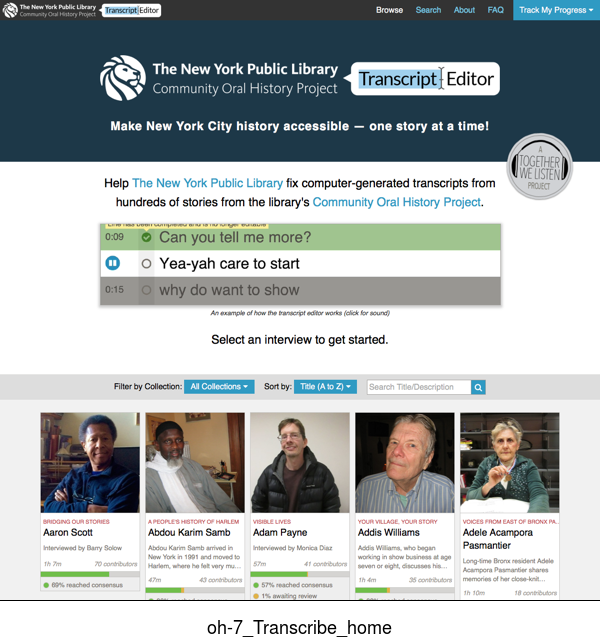 The New York Public Library
Community Oral History Project
Transcript Editor
Browse Search About FAQ Track My Progress
The New York Public Library
Community Oral History Project
Transcript Editor
Make New York City history accessible — one story at a time!
A
TOGETHER
WE LISTEN
PROJECT
Help The New York Public Library fix computer-generated transcripts from
hundreds of stories from the library's Community Oral History Project.
Line has been completed and is no longer editable
0:09 Can you tell me more?
Yea-yah care to start
0:15 why do want to show
An example of how the transcript editor works (click for sound)
Select an interview to get started.
Filter by Collection: All Collections Sort by: Title (A to Z) Search Title/Description
BRIDGING OUR STORIES
Aaron Scott
Interviewed by Barry Solow
1h 7m 70 contributors
69% reached consensus
A PEOPLE'S HISTORY OF HARLEM
Abdou Karim Samb
Abdou Karim Samb arrived in
New York in 1991 and moved to
Harlem, where he felt very mu...
47m 43 contributors
VISIBLE LIVES
Adam Payne
Interviewed by Monica Diaz
57m 41 contributors
57% reached consensus
1% awaiting review
YOUR VILLAGE, YOUR STORY
Addis Williams
Addis Williams, who began
working in show business at age
seven or eight, discusses his...
1h 4m 35 contributors
VOICES FROM EAST OF BRONX PA...
Adele Acampora
Pasmantier
Long-time Bronx resident Adele
Acampora Pasmantier shares
memories of her close-knit...
1h 10m 18 contributors
oh-7_Transcribe_home